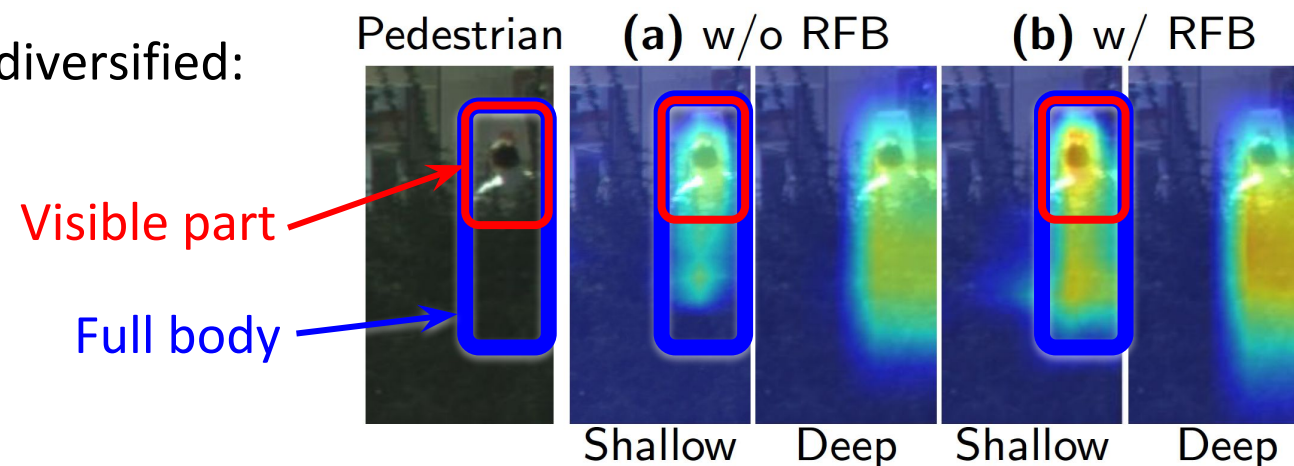 diversified:
Pedestrian
(a) w/o RFB
(b) w/ RFB
Visible part
Full body
Shallow
Deep
Shallow
Deep